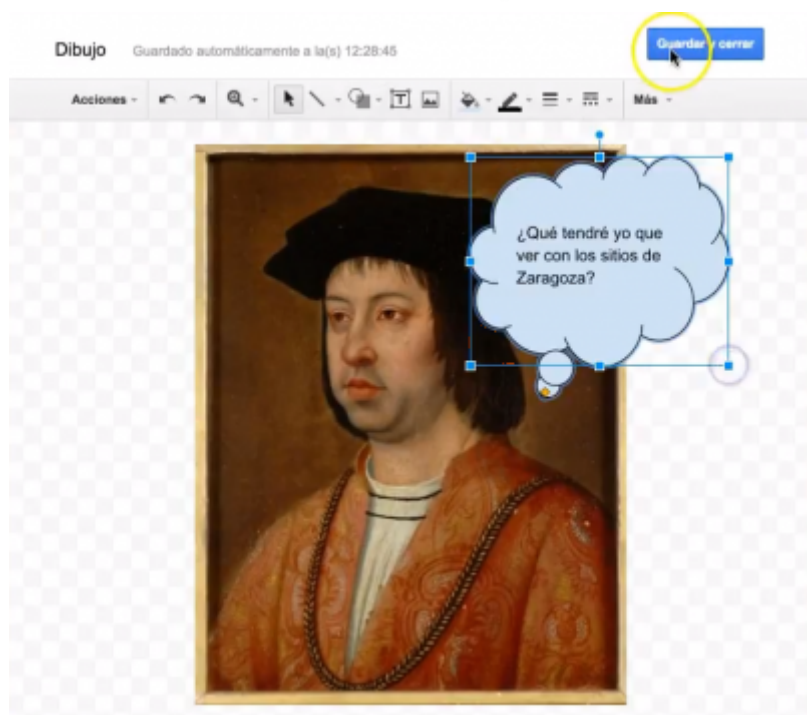 Dibujo
Guardado automáticamente a la(s) 12:28:45
Guardar y cerrar
Acciones
Más
¿Qué tendré yo que
ver con los sitios de
Zaragoza?